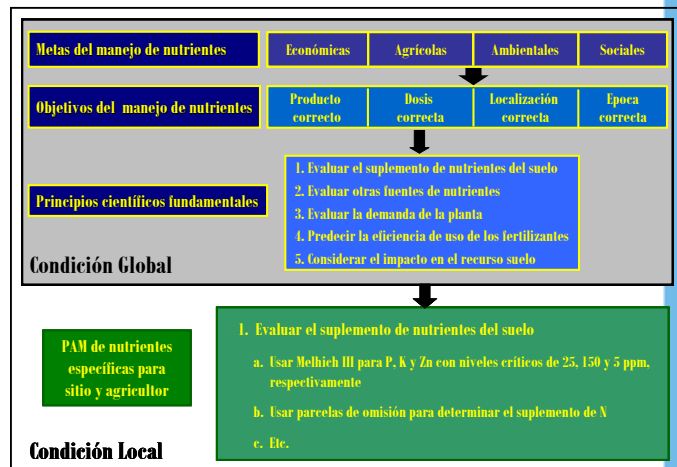 Metas del manejo de nutrientes
Económicas
Agrícolas
Ambientales
Sociales
Objetivos del manejo de nutrientes
Producto
correcto
Dosis
correcta
Localización
correcta
Epoca
correcta
Principios científicos fundamentales
1. Evaluar el suplemento de nutrientes del suelo
2. Evaluar otras fuentes de nutrientes
3. Evaluar la demanda de la planta
4. Predecir la eficiencia de uso de los fertilizantes
5. Considerar el impacto en el recurso suelo
Condición Global
PAM de nutrientes
específicas para
sitio y agricultor
1. Evaluar el suplemento de nutrientes del suelo
a. Usar Melhich III para P, K y Zn con niveles críticos de 25, 150 y 5 ppm,
respectivamente
b. Usar parcelas de omisión para determinar el suplemento de N
c. Etc.
Condición Local